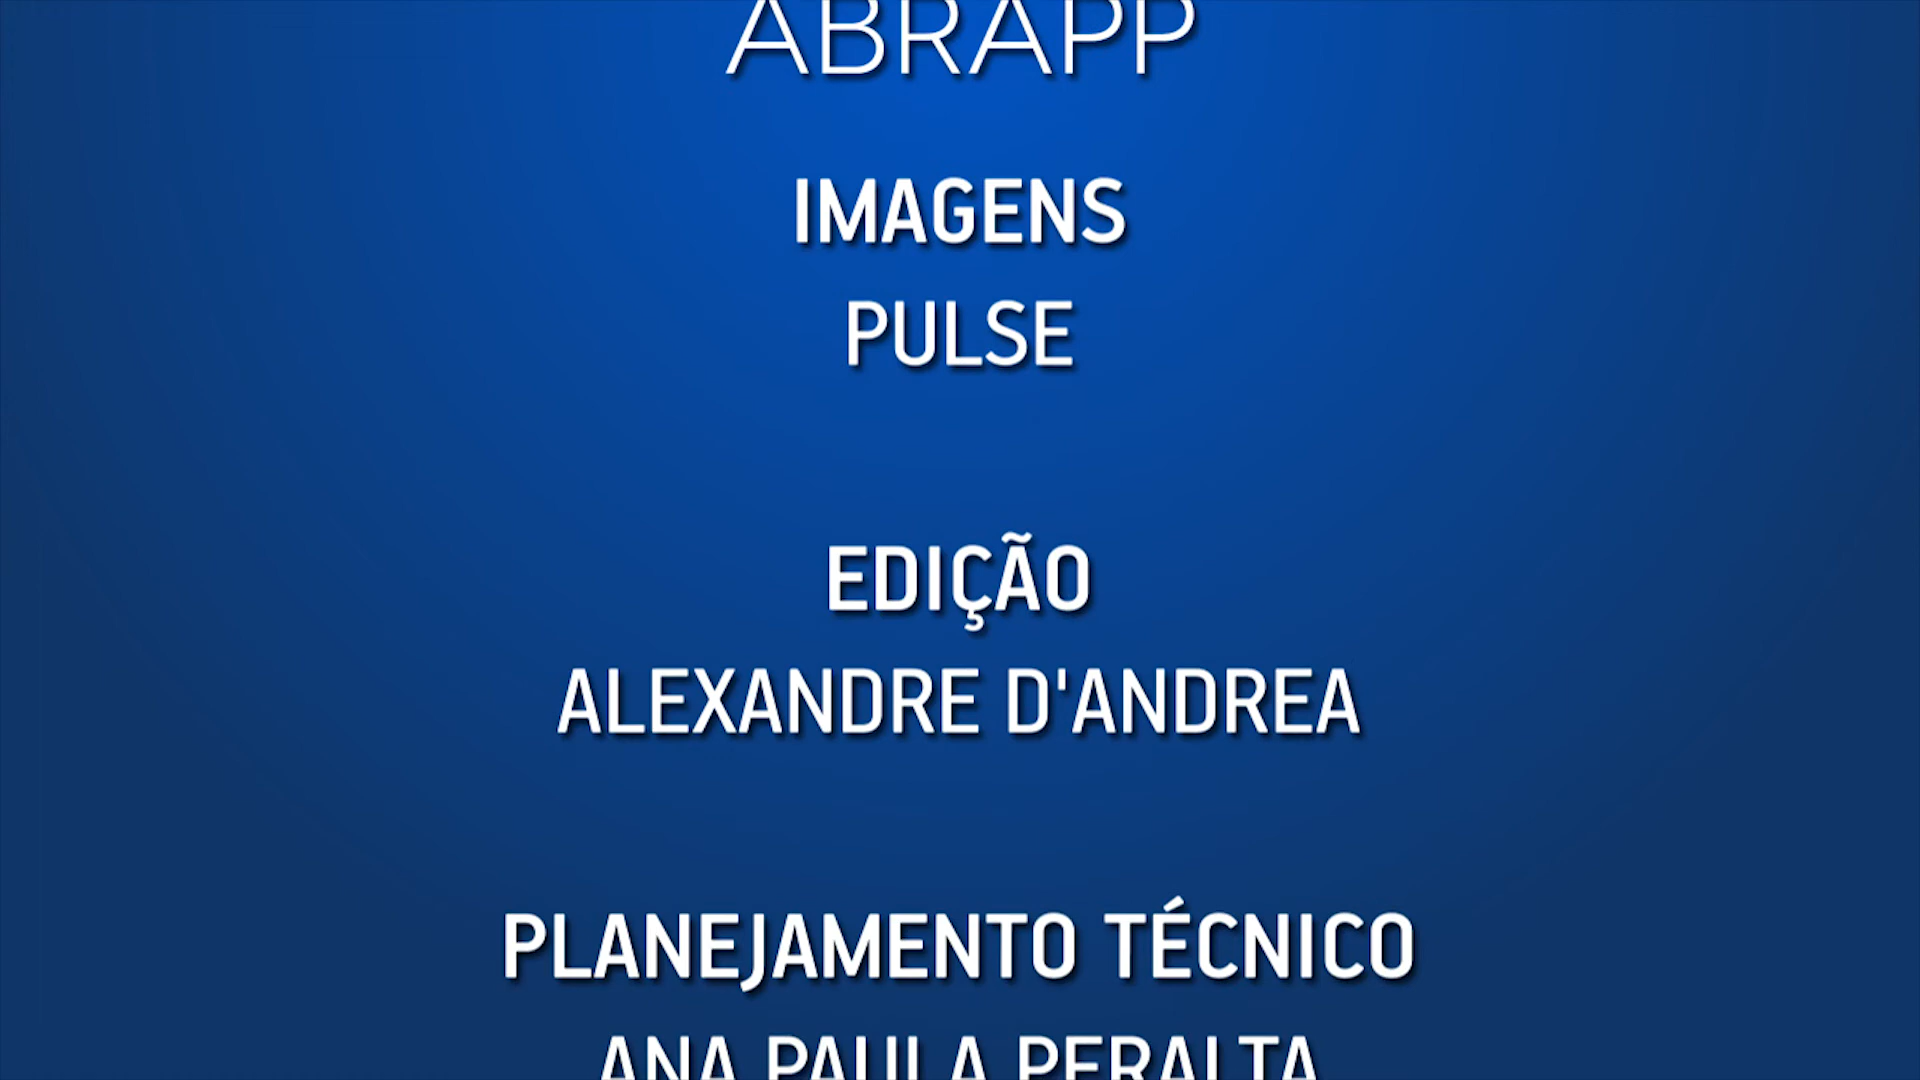 ABRAPP
IMAGENS
PULSE
EDIÇÃO
ALEXANDRE D'ANDREA
PLANEJAMENTO TÉCNICO
ANA PAULA PERALTA